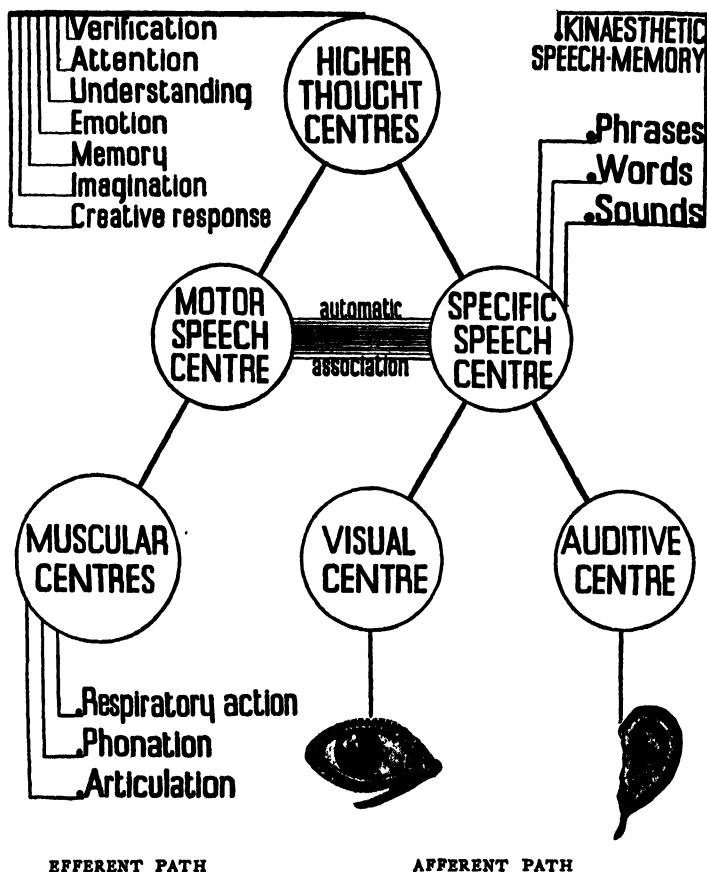 Verification
Attention
Understanding
Emotion
Memory
Imagination
Creative response
HIGHER
THOUGHT
CENTRES
KINAESTHETIC
SPEECH-MEMORY
Phrases
Words
Sounds
MOTOR
SPEECH
CENTRE
automatic
association
SPECIFIC
SPEECH
CENTRE
MUSCULAR
CENTRES
VISUAL
CENTRE
AUDITIVE
CENTRE
Respiratory action
Phonation
Articulation
EFFERENT PATH
AFFERENT PATH